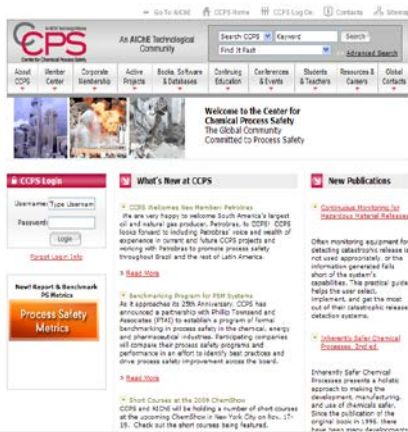 Go To AIChE CCPS Home CCPS Log On Contacts Sitemap
CCPS
An AIChE Technological
Community
Center for Chemical Process Safety
Search CCPS Keyword Search
Find It Fast Advanced Search
About
CCPS
Member
Center
Corporate
Membership
Active
Projects
Books, Software
& Databases
Continuing
Education
Conferences
& Events
Students
& Teachers
Resources &
Careers
Global
Contacts
Welcome to the Center for
Chemical Process Safety
The Global Community
Committed to Process Safety
CCPS Login
Username: Type Usernam
Password:
Login
Forgot Login Info
New! Report & Benchmark
PS Metrics
Process Safety
Metrics
What's New at CCPS
CCPS Welcomes New Member: Petrobras
We are very happy to welcome South America's largest
oil and natural gas producer, Petrobras, to CCPS! CCPS
looks forward to including Petrobras' voice and wealth of
experience in current and future CCPS projects and
working with Petrobras to promote process safety
throughout Brazil and the rest of Latin America.
» Read More
Benchmarking Program for PSM Systems
As it approaches its 25th Anniversary, CCPS has
announced a partnership with Phillip Townsend and
Associates (PTAI) to establish a program of formal
benchmarking in process safety in the chemical, energy
and pharmaceutical industries. Participating companies
will compare their process safety programs and
performance in an effort to identify best practices and
drive process safety improvement across the board.
» Read More
Short Courses at the 2009 ChemShow
CCPS and AIChE will be holding a number of short courses
at the upcoming ChemShow in New York City on Nov. 17-
19. Check out the short courses being featured.
New Publications
Continuous Monitoring for
Hazardous Material Releases
Often monitoring equipment for
detecting catastrophic release is
not used appropriately, or the
information generated falls
short of the system's
capabilities. This practical guide
helps the user select,
implement, and get the most
out of their catastrophic release
detection systems.
Inherently Safer Chemical
Processes, 2nd ed.
Inherently Safer Chemical
Processes presents a holistic
approach to making the
development, manufacturing,
and use of chemicals safer.
Since the publication of the
original book in 1996, there
have been many developments